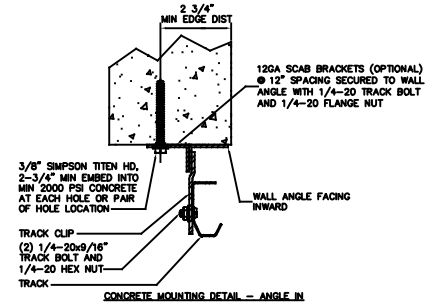 2 3/4"
MIN EDGE DIST
12GA SCAB BRACKETS (OPTIONAL)
@ 12" SPACING SECURED TO WALL
ANGLE WITH 1/4-20 TRACK BOLT
AND 1/4-20 FLANGE NUT
3/8" SIMPSON TITEN HD,
2-3/4" MIN EMBED INTO
MIN 2000 PSI CONCRETE
AT EACH HOLE OR PAIR
OF HOLE LOCATION
WALL ANGLE FACING
INWARD
TRACK CLIP
(2) 1/4-20x9/16"
TRACK BOLT AND
1/4-20 HEX NUT
TRACK
CONCRETE MOUNTING DETAIL - ANGLE IN